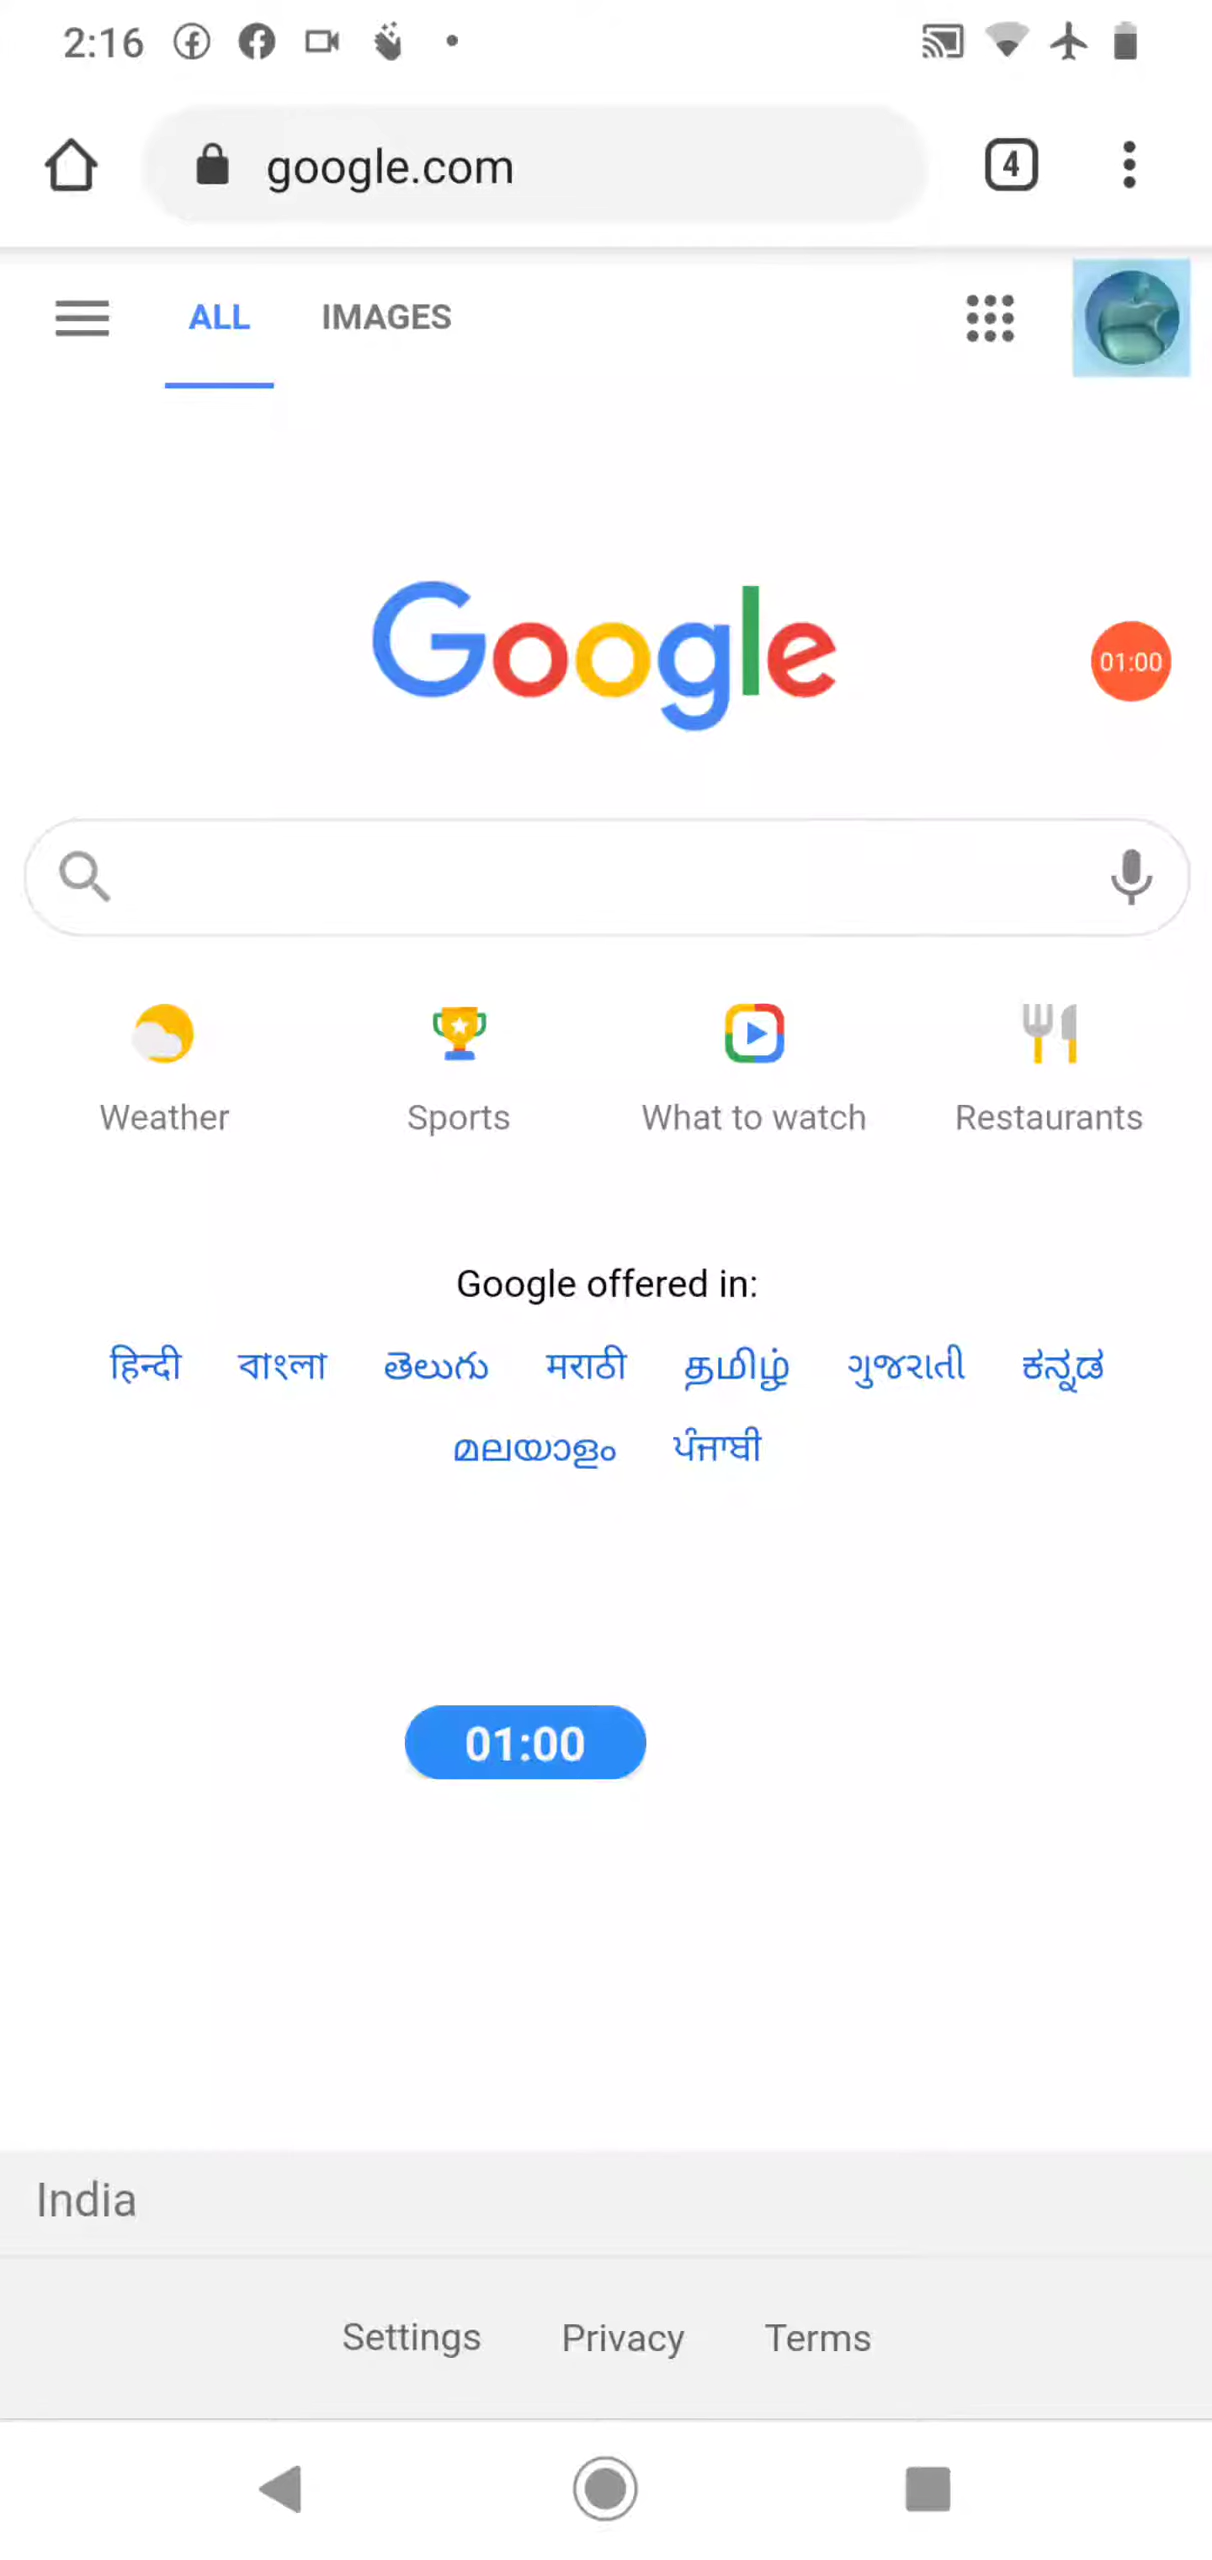 2:16
google.com 4
ALL IMAGES
Google
01:00
Weather Sports What to watch Restaurants
Google offered in:
हिन्दी বাংলা తెలుగు मराठी தமிழ் ગુજરાતી ಕನ್ನಡ
മലയാളം ਪੰਜਾਬੀ
01:00
India
Settings Privacy Terms